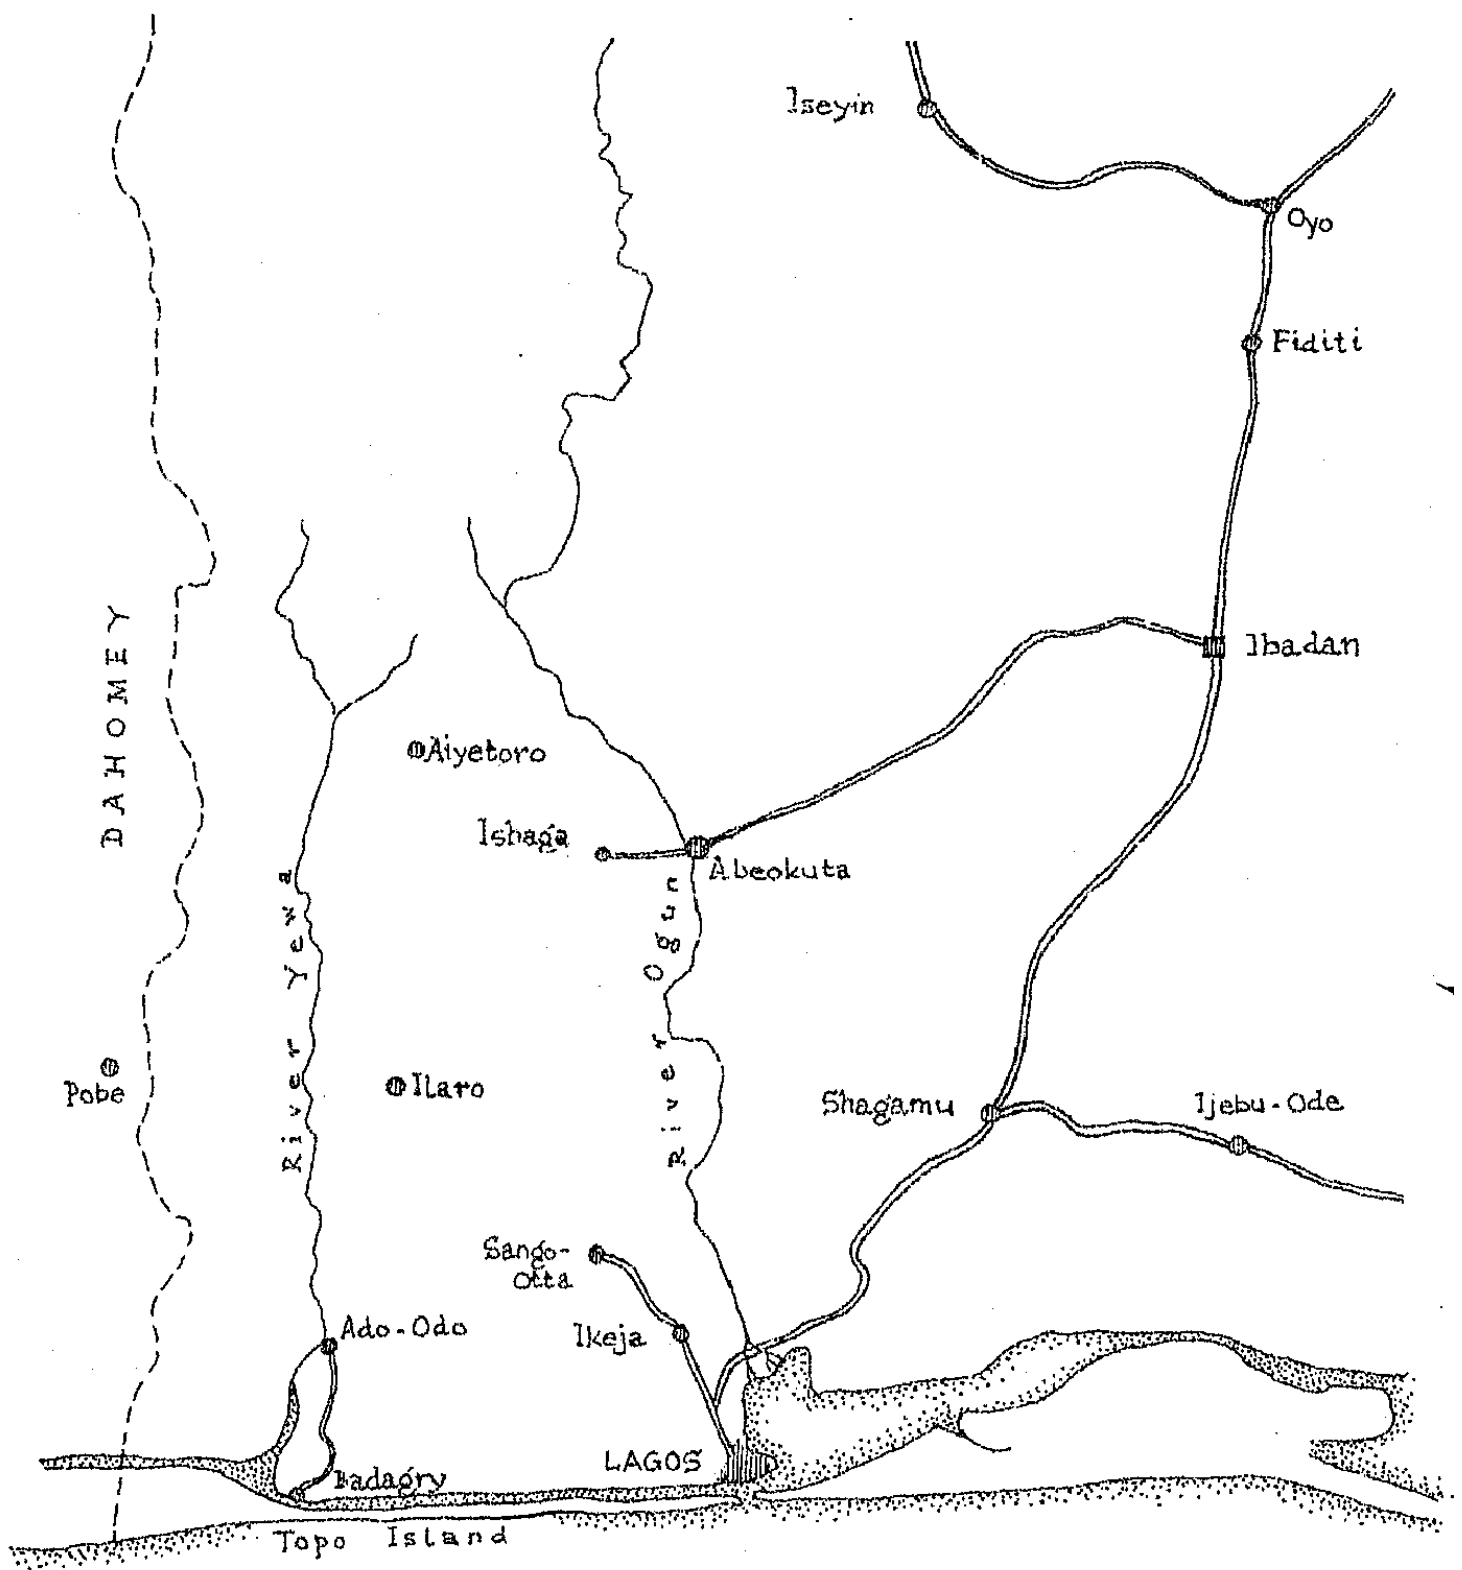 Iseyin
Oyo
Fiditi
Ibadan
DAHOMEY
Aiyetoro
Ishaga
Abeokuta
River Yewa
River Ogun
Pobe
Ilaro
Shagamu
Ijebu-Ode
Sango-
Otta
Ado-Odo
Ikeja
LAGOS
Badagry
Topo Island